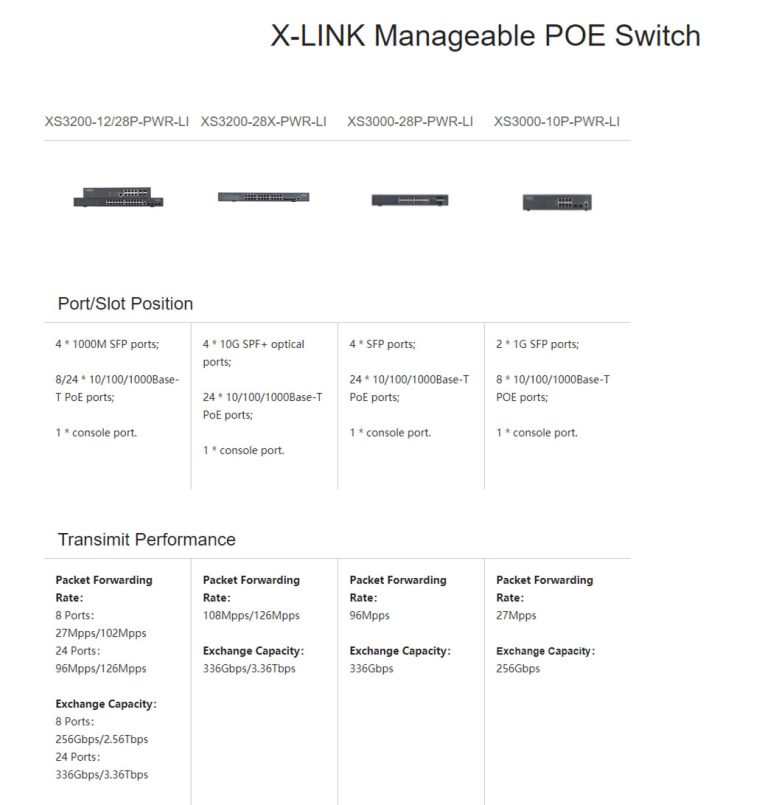 X-LINK Manageable POE Switch
XS3200-12/28P-PWR-LI XS3200-28X-PWR-LI XS3000-28P-PWR-LI XS3000-10P-PWR-LI
Port/Slot Position
4 * 1000M SFP ports;
8/24 * 10/100/1000Base-
T PoE ports;
1 * console port.
4 * 10G SPF+ optical
ports;
24 * 10/100/1000Base-T
PoE ports;
1 * console port.
4 * SFP ports;
24 * 10/100/1000Base-T
PoE ports;
1 * console port.
2 * 1G SFP ports;
8 * 10/100/1000Base-T
POE ports;
1 * console port.
Transimit Performance
Packet Forwarding
Rate:
8 Ports:
27Mpps/102Mpps
24 Ports:
96Mpps/126Mpps
Exchange Capacity:
8 Ports:
256Gbps/2.56Tbps
24 Ports:
336Gbps/3.36Tbps
Packet Forwarding
Rate:
108Mpps/126Mpps
Exchange Capacity:
336Gbps/3.36Tbps
Packet Forwarding
Rate:
96Mpps
Exchange Capacity:
336Gbps
Packet Forwarding
Rate:
27Mpps
Exchange Capacity:
256Gbps